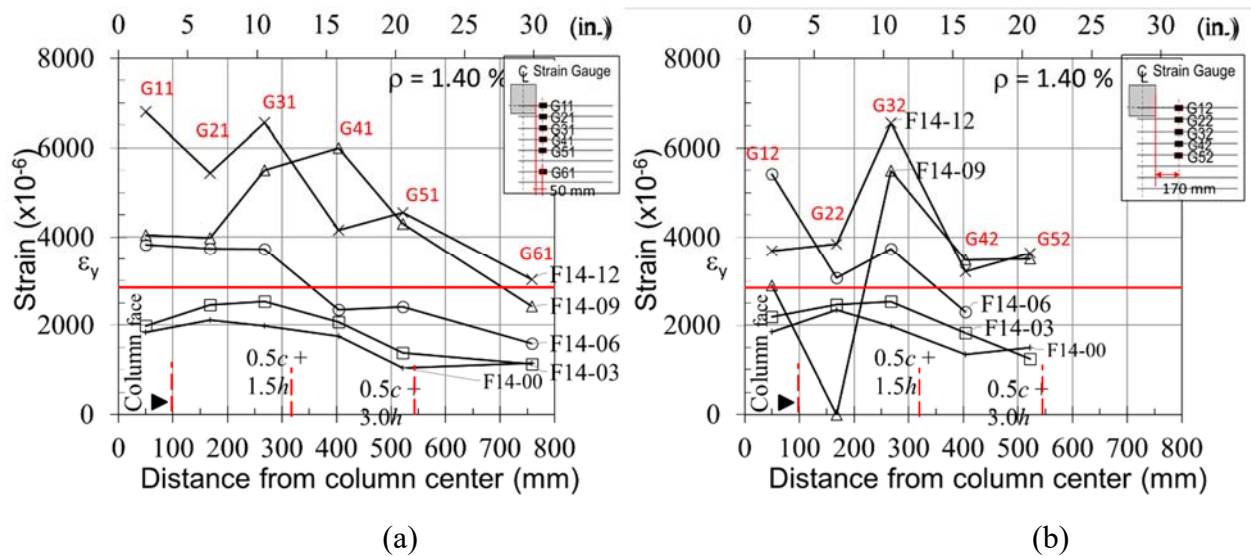 0 5 10 15 20 25 30 (in.)
8000
6000
4000
2000
0
Strain (x10⁻⁶)
εy
ρ = 1.40 %
℄ Strain Gauge
G11
G21
G31
G41
G51
G61
50 mm
G11
G21
G31
G41
G51
G61
F14-12
F14-09
F14-06
F14-03
F14-00
Column face
0.5c +
1.5h
0.5c +
3.0h
0 100 200 300 400 500 600 700 800
Distance from column center (mm)
(a)
0 5 10 15 20 25 30 (in.)
8000
6000
4000
2000
0
Strain (x10⁻⁶)
εy
ρ = 1.40 %
℄ Strain Gauge
G12
G22
G32
G42
G52
170 mm
G12
G22
G32
G42
G52
F14-12
F14-09
F14-06
F14-03
F14-00
Column face
0.5c +
1.5h
0.5c +
3.0h
0 100 200 300 400 500 600 700 800
Distance from column center (mm)
(b)